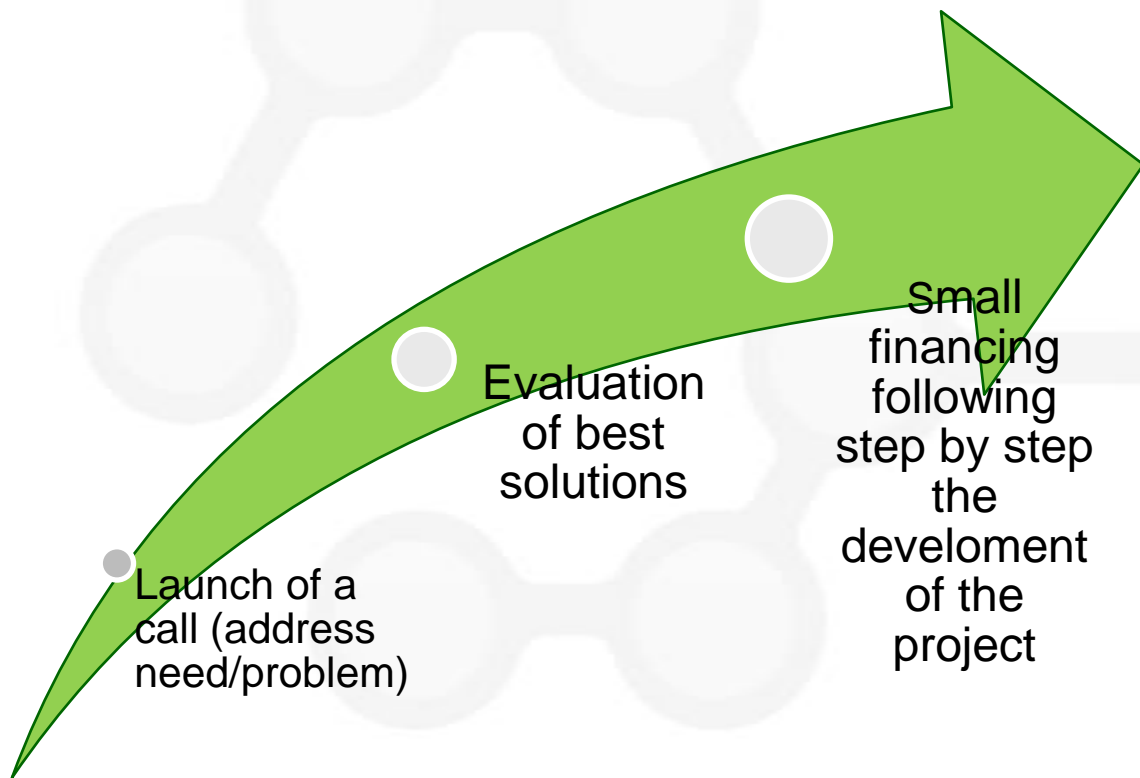 Launch of a
call (address
need/problem)
Evaluation
of best
solutions
Small
financing
following
step by step
the
develoment
of the
project